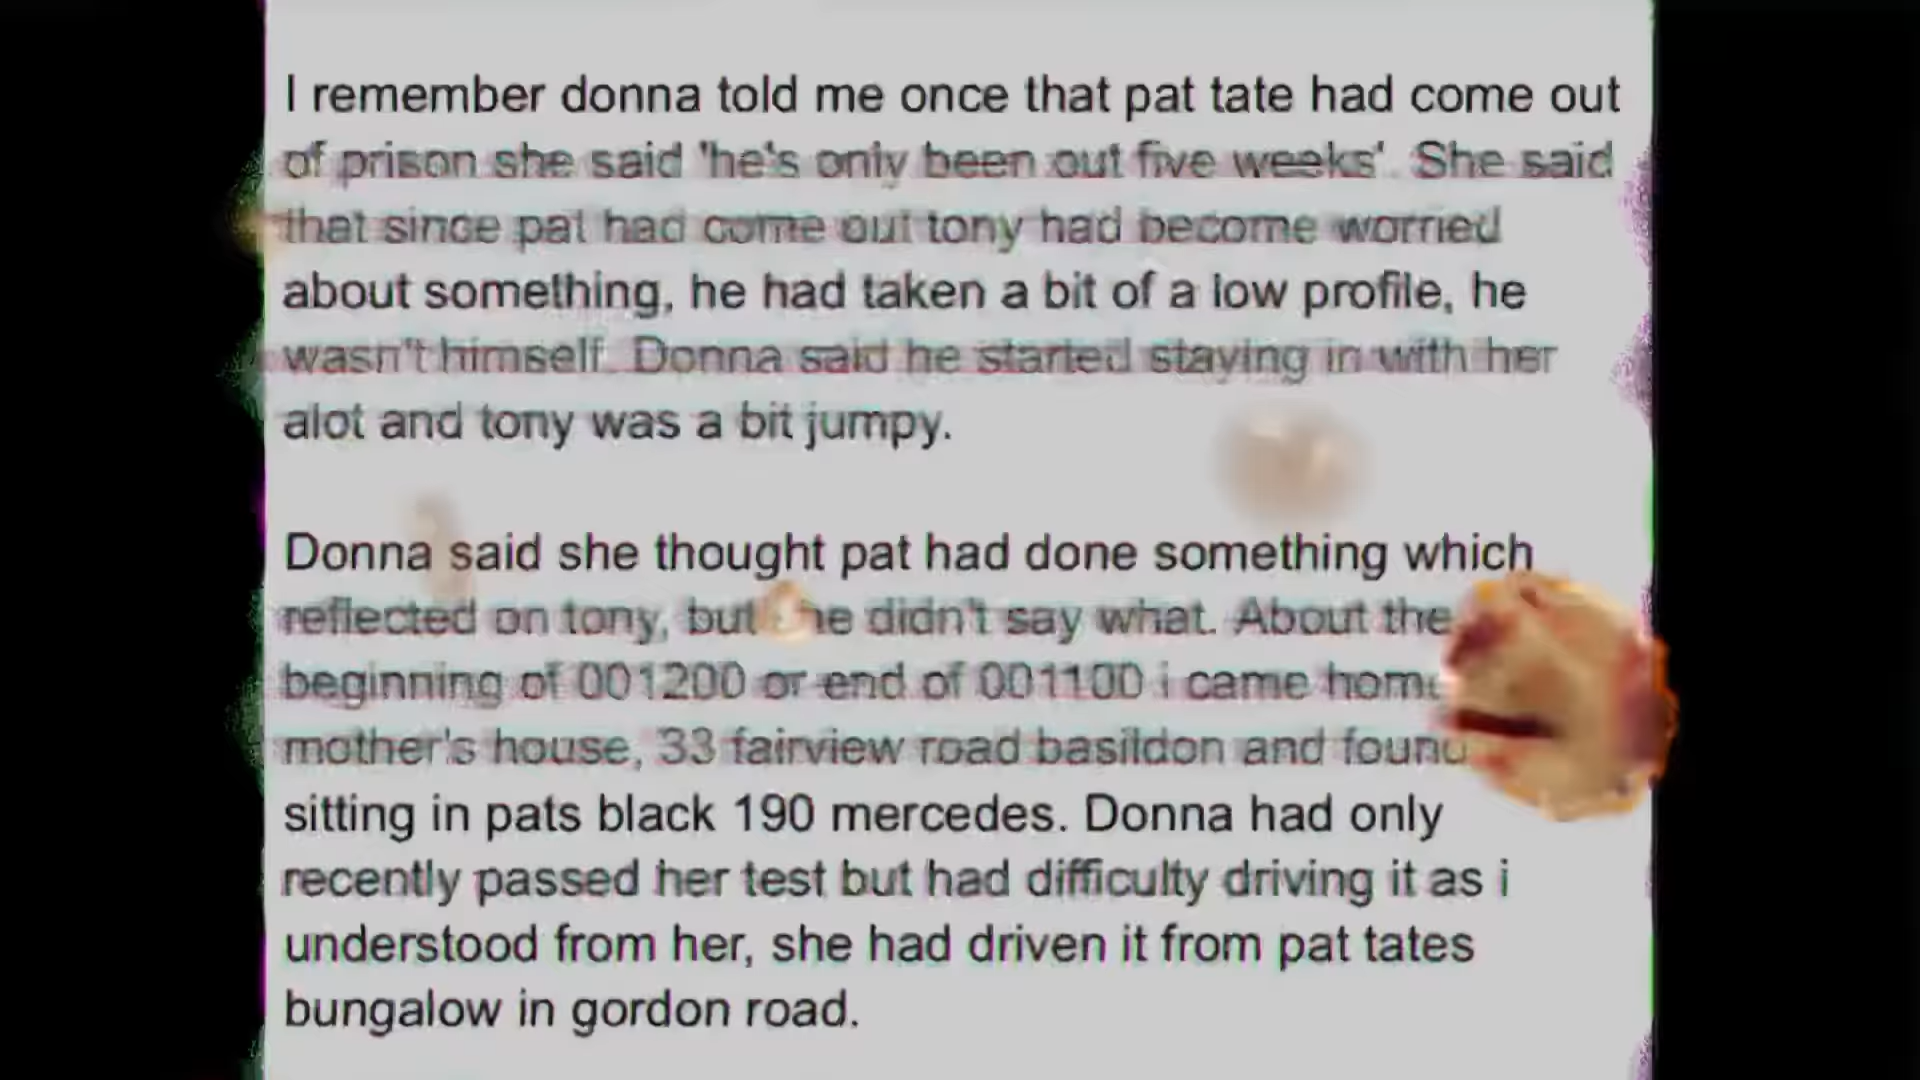 I remember donna told me once that pat tate had come out
of prison she said 'he's only been out five weeks'. She said
that since pat had come out tony had become worried
about something, he had taken a bit of a low profile, he
wasn't himself. Donna said he started staying in with her
alot and tony was a bit jumpy.
Donna said she thought pat had done something which
reflected on tony, but he didn't say what. About the
beginning of 001200 or end of 001100 i came
mother's house, 33 fairview road basildon and found
sitting in pats black 190 mercedes. Donna had only
recently passed her test but had difficulty driving it as i
understood from her, she had driven it from pat tates
bungalow in gordon road.